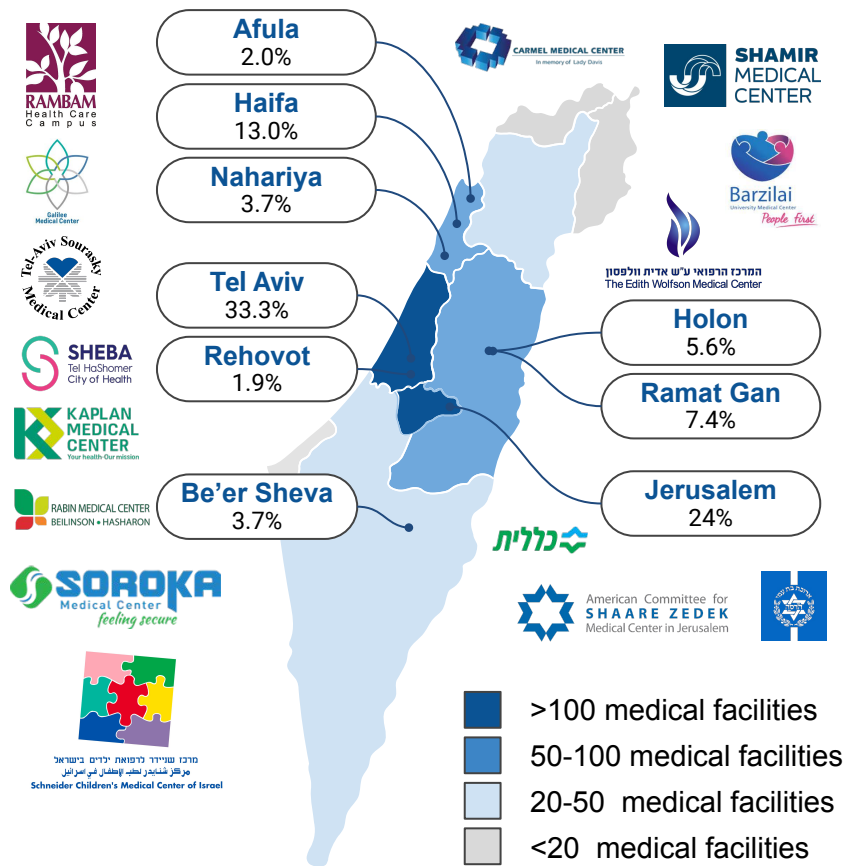 Afula
2.0%
Haifa
13.0%
Nahariya
3.7%
Tel Aviv
33.3%
Rehovot
1.9%
Be’er Sheva
3.7%
Holon
5.6%
Ramat Gan
7.4%
Jerusalem
24%
RAMBAM
Health Care
Campus
Galilee
Medical Center
Tel-Aviv Sourasky
Medical Center
SHEBA
Tel HaShomer
City of Health
KAPLAN
MEDICAL
CENTER
Your health-Our mission
RABIN MEDICAL CENTER
BEILINSON • HASHARON
SOROKA
Medical Center
feeling secure
מרכז שניידר לרפואת ילדים בישראל
مركز شنايدر لطب الاطفال في اسرائيل
Schneider Children's Medical Center of Israel
CARMEL MEDICAL CENTER
In memory of Lady Davis
SHAMIR
MEDICAL
CENTER
Barzilai
University Medical Center
People First
המרכז הרפואי ע"ש אדית וולפסון
The Edith Wolfson Medical Center
כללית
American Committee for
SHAARE ZEDEK
Medical Center in Jerusalem
>100 medical facilities
50-100 medical facilities
20-50 medical facilities
<20 medical facilities